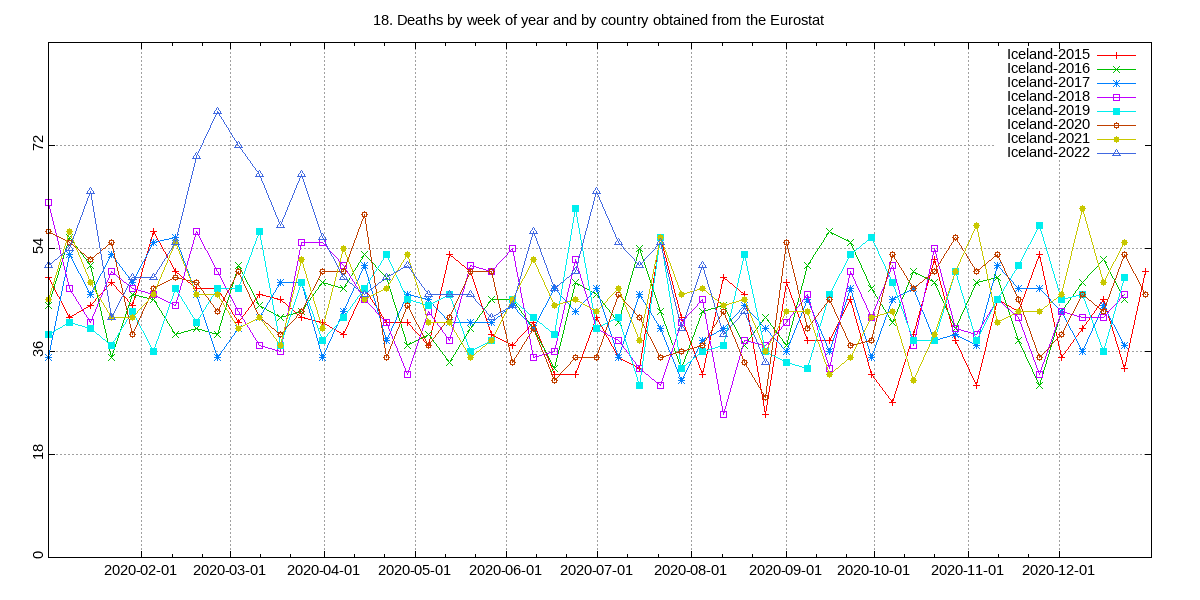 18. Deaths by week of year and by country obtained from the Eurostat
Iceland-2015
Iceland-2016
Iceland-2017
Iceland-2018
Iceland-2019
Iceland-2020
Iceland-2021
Iceland-2022
72
54
36
18
0
2020-02-01 2020-03-01 2020-04-01 2020-05-01 2020-06-01 2020-07-01 2020-08-01 2020-09-01 2020-10-01 2020-11-01 2020-12-01